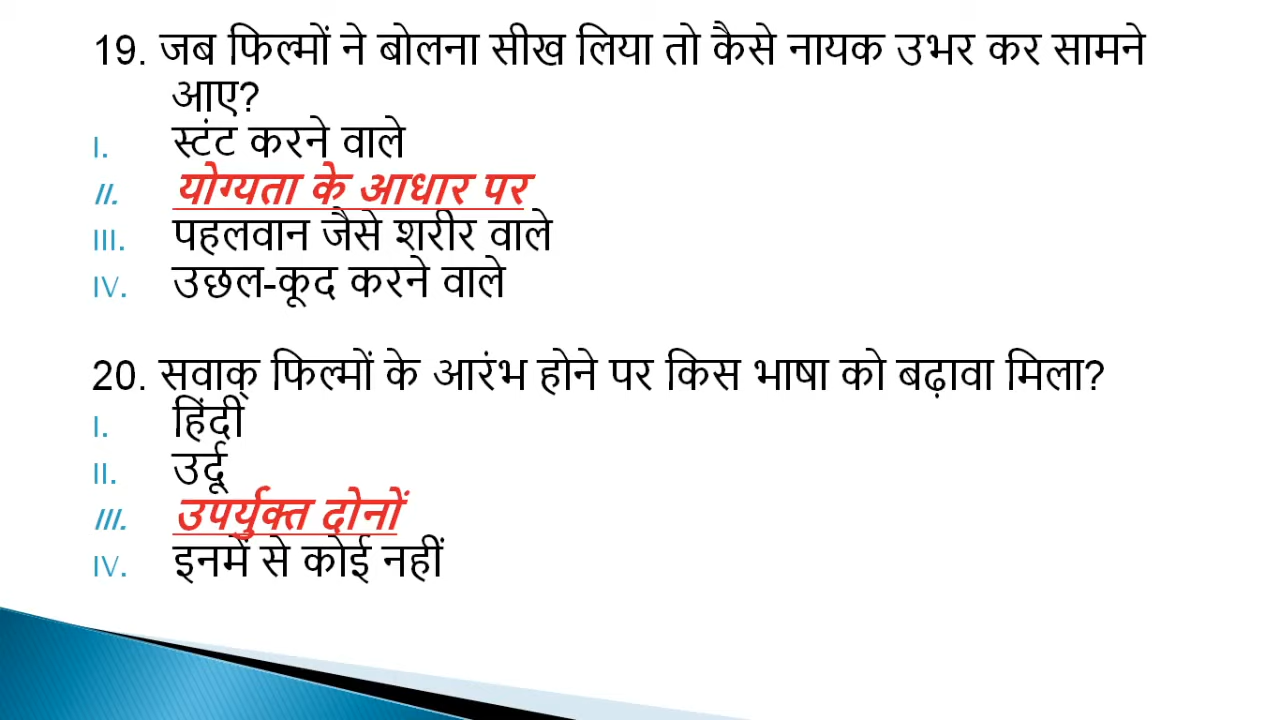 19. जब फिल्मों ने बोलना सीख लिया तो कैसे नायक उभर कर सामने
आए?
I. स्टंट करने वाले
II. योग्यता के आधार पर
III. पहलवान जैसे शरीर वाले
IV. उछल-कूद करने वाले
20. सवाक् फिल्मों के आरंभ होने पर किस भाषा को बढ़ावा मिला?
I. हिंदी
II. उर्दू
III. उपर्युक्त दोनों
IV. इनमें से कोई नहीं